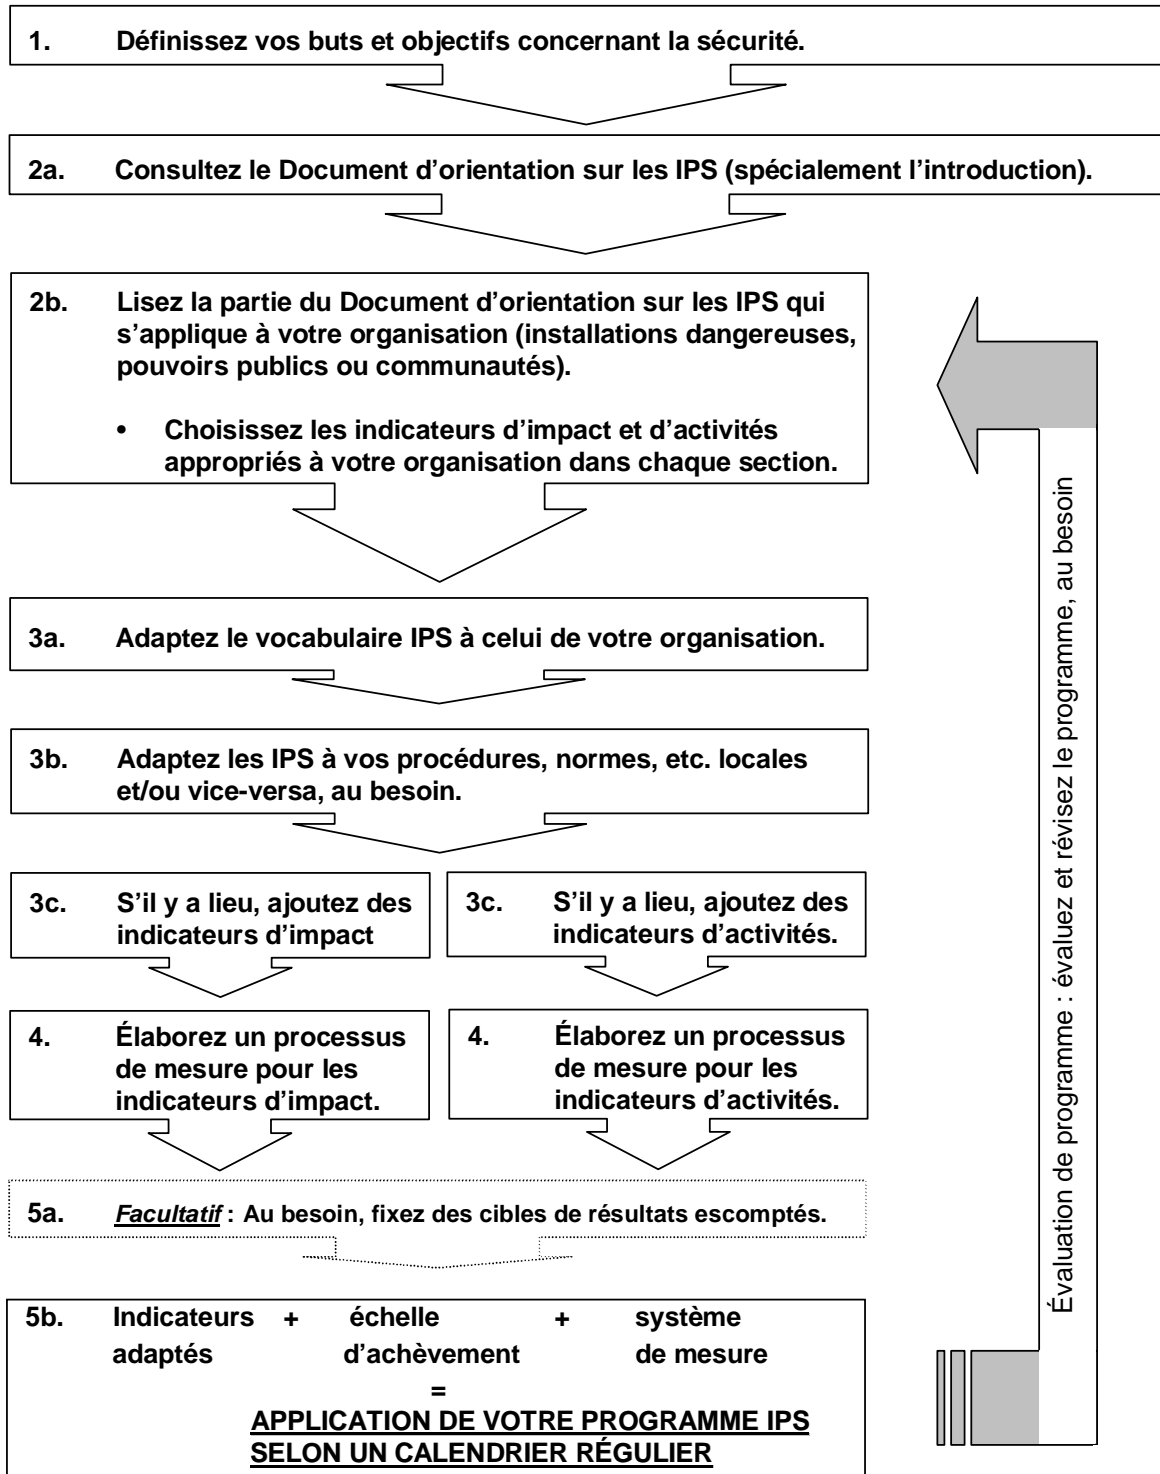 1. Définissez vos buts et objectifs concernant la sécurité.
2a. Consultez le Document d'orientation sur les IPS (spécialement l'introduction).
2b. Lisez la partie du Document d'orientation sur les IPS qui
s'applique à votre organisation (installations dangereuses,
pouvoirs publics ou communautés).
• Choisissez les indicateurs d'impact et d'activités
appropriés à votre organisation dans chaque section.
3a. Adaptez le vocabulaire IPS à celui de votre organisation.
3b. Adaptez les IPS à vos procédures, normes, etc. locales
et/ou vice-versa, au besoin.
3c. S'il y a lieu, ajoutez des
indicateurs d'impact
3c. S'il y a lieu, ajoutez des
indicateurs d'activités.
4. Élaborez un processus
de mesure pour les
indicateurs d'impact.
4. Élaborez un processus
de mesure pour les
indicateurs d'activités.
5a. Facultatif : Au besoin, fixez des cibles de résultats escomptés.
5b. Indicateurs + échelle + système
adaptés d'achèvement de mesure
=
APPLICATION DE VOTRE PROGRAMME IPS
SELON UN CALENDRIER RÉGULIER
Évaluation de programme : évaluez et révisez le programme, au besoin